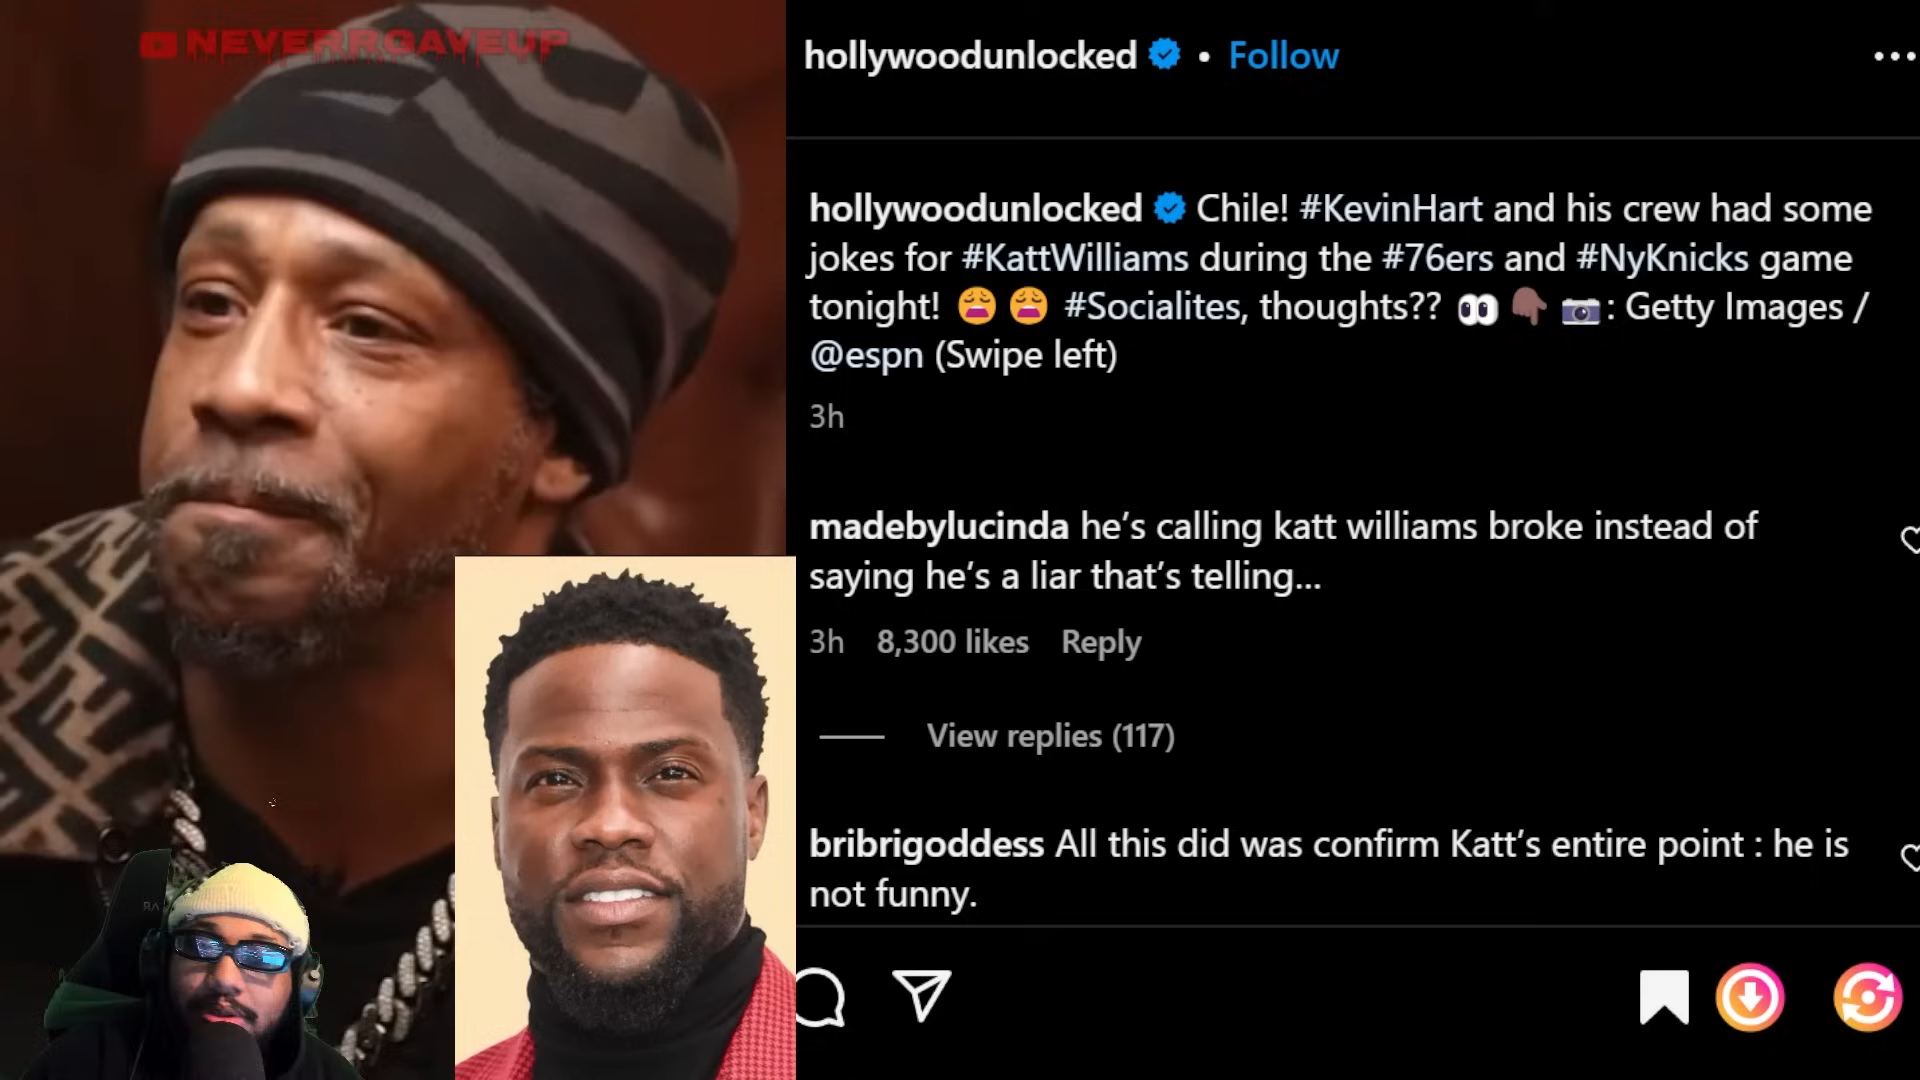 NEVERRGAVEUP
hollywoodunlocked • Follow
hollywoodunlocked Chile! #KevinHart and his crew had some
jokes for #KattWilliams during the #76ers and #NyKnicks game
tonight! 😩😩 #Socialites, thoughts?? 👀👇🏾📷: Getty Images /
@espn (Swipe left)
3h
madebylucinda he’s calling katt williams broke instead of
saying he’s a liar that’s telling...
3h 8,300 likes Reply
View replies (117)
bribrigoddess All this did was confirm Katt’s entire point : he is
not funny.